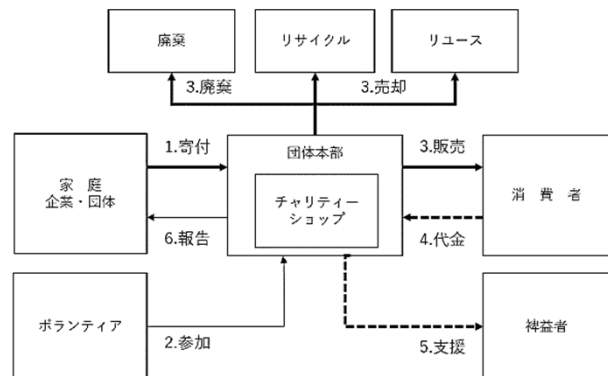 廃棄
リサイクル
リユース
3.廃棄
3.売却
1.寄付
団体本部
3.販売
家　庭
企業・団体
チャリティー
ショップ
消　費　者
6.報告
4.代金
ボランティア
2.参加
5.支援
裨益者